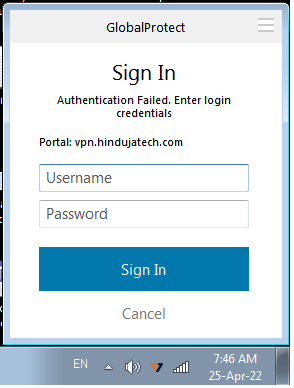 GlobalProtect
Sign In
Authentication Failed. Enter login
credentials
Portal: vpn.hindujatech.com
Username
Password
Sign In
Cancel
EN
7:46 AM
25-Apr-22